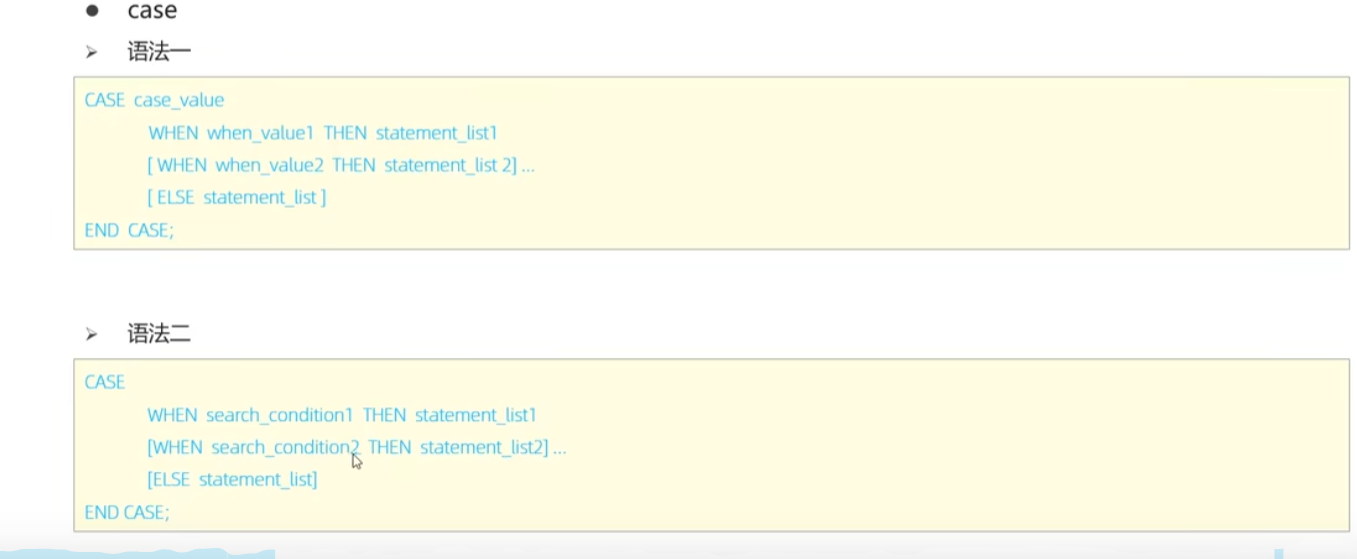 ● case
➢ 语法一
CASE case_value
WHEN when_value1 THEN statement_list1
[ WHEN when_value2 THEN statement_list 2] ...
[ ELSE statement_list ]
END CASE;
➢ 语法二
CASE
WHEN search_condition1 THEN statement_list1
[WHEN search_condition2 THEN statement_list2] ...
[ELSE statement_list]
END CASE;